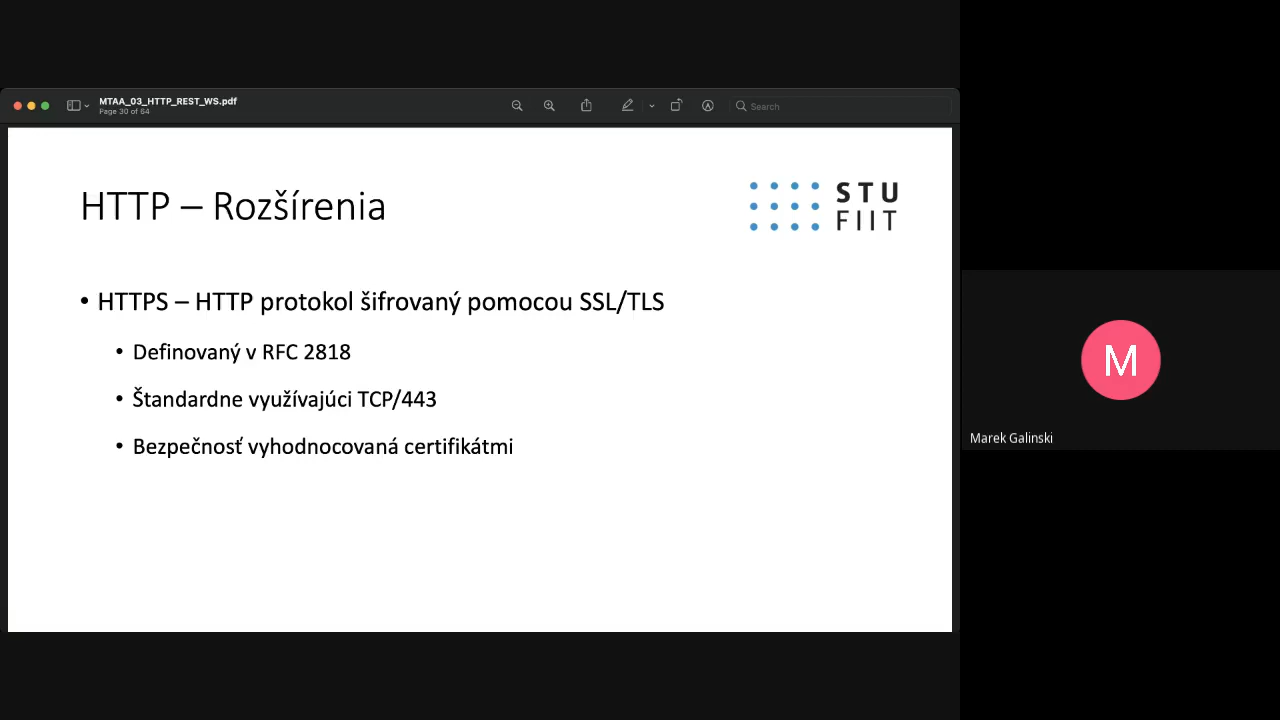 MTAA_03_HTTP_REST_WS.pdf
Page 30 of 64
Search
HTTP – Rozšírenia
STU
FIIT
• HTTPS – HTTP protokol šifrovaný pomocou SSL/TLS
• Definovaný v RFC 2818
• Štandardne využívajúci TCP/443
• Bezpečnosť vyhodnocovaná certifikátmi
M
Marek Galinski